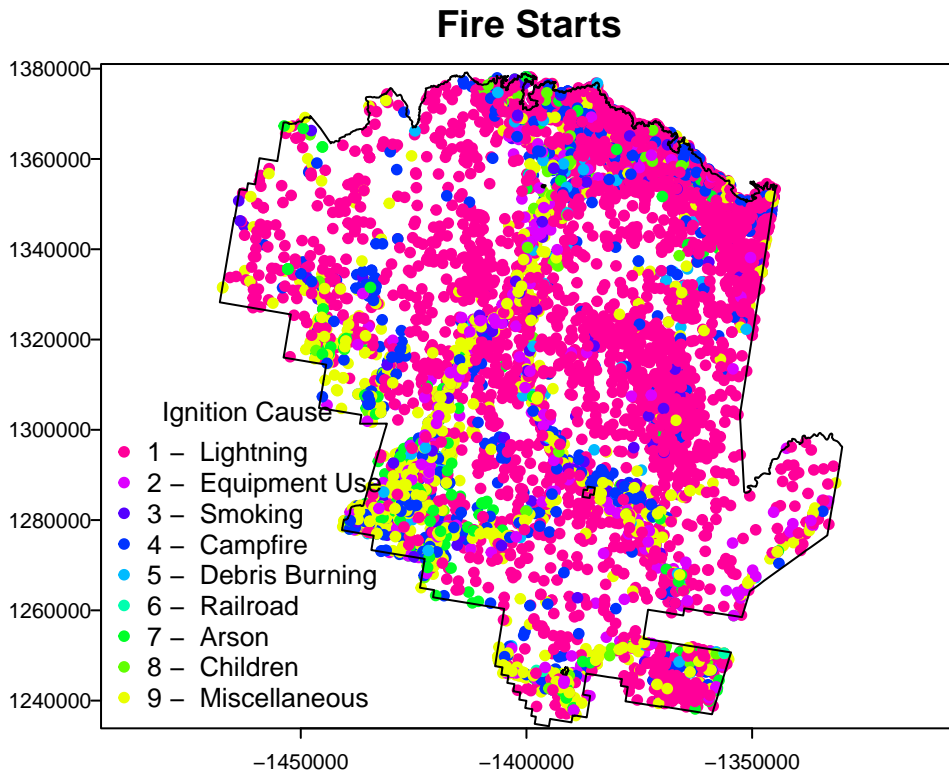 Fire Starts
1380000
1360000
1340000
1320000
1300000
1280000
1260000
1240000
Ignition Cause
1 – Lightning
2 – Equipment Use
3 – Smoking
4 – Campfire
5 – Debris Burning
6 – Railroad
7 – Arson
8 – Children
9 – Miscellaneous
−1450000 −1400000 −1350000